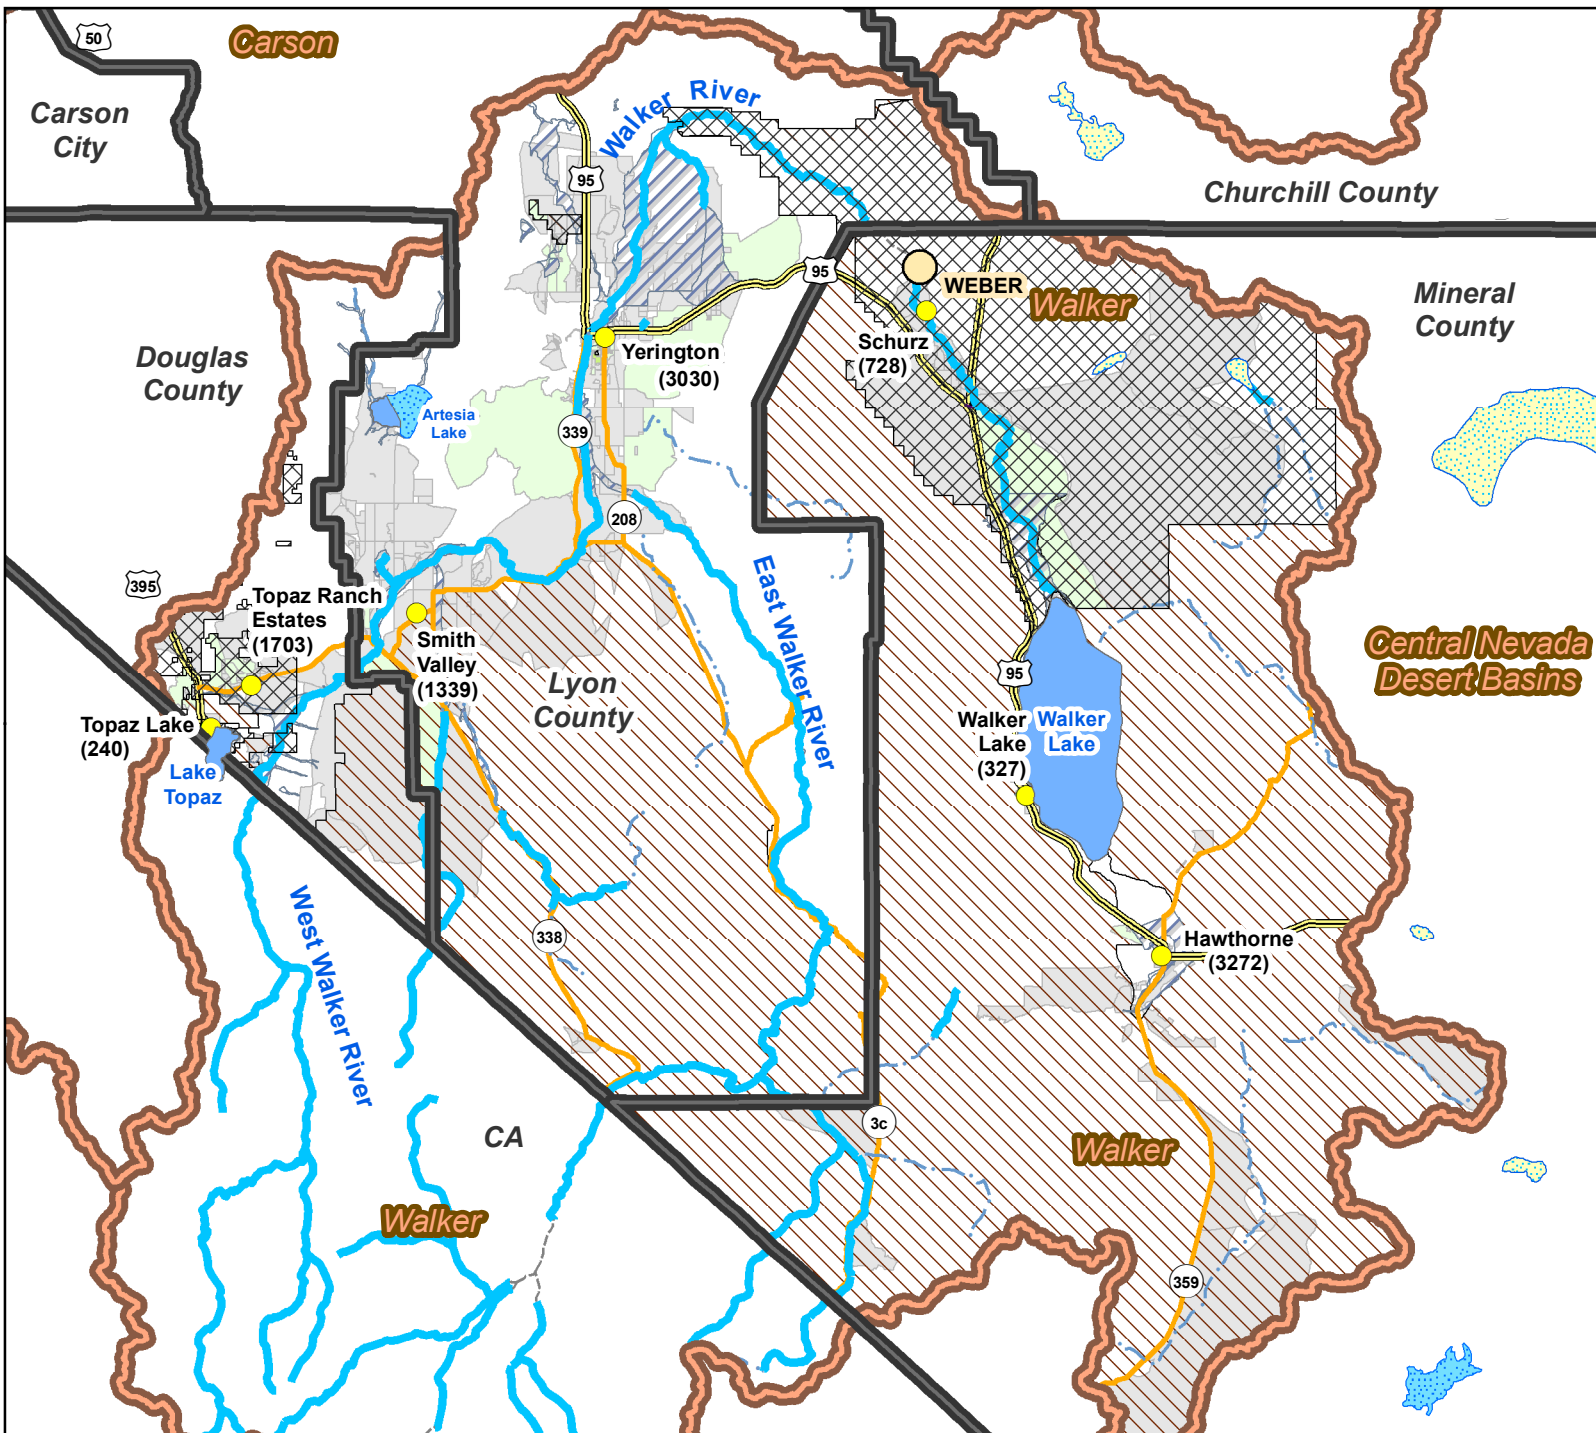 50
Carson
Carson
City
Walker River
95
Churchill County
95
WEBER
Walker
Mineral
County
Schurz
(728)
Yerington
(3030)
Douglas
County
Artesia
Lake
339
208
395
Topaz Ranch
Estates
(1703)
Smith
Valley
(1339)
East Walker River
Lyon
County
Central Nevada
Desert Basins
95
Topaz Lake
(240)
Lake
Topaz
Walker
Lake
(327)
Walker
Lake
West Walker River
338
Hawthorne
(3272)
3c
CA
Walker
Walker
359